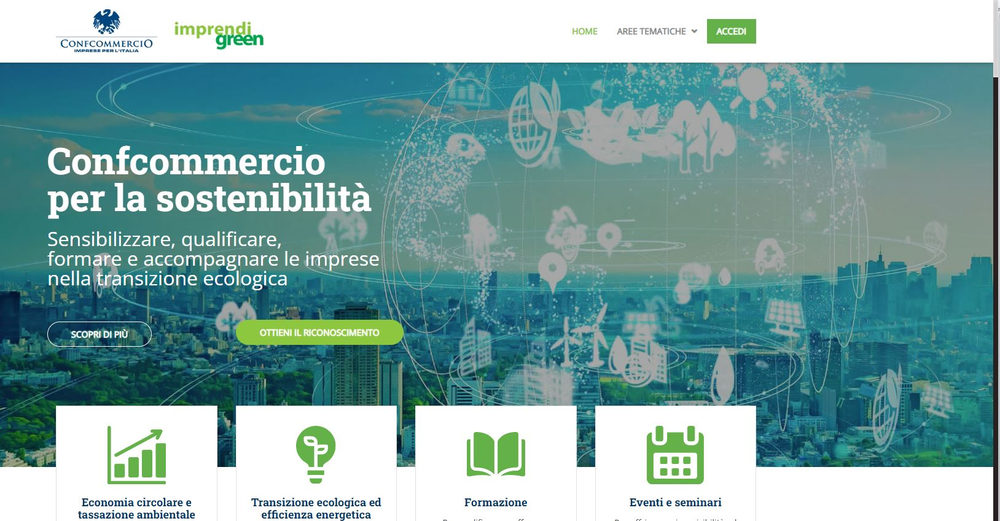 CONFCOMMERCIO
IMPRESE PER L'ITALIA
imprendi
green
HOME
AREE TEMATICHE
ACCEDI
Confcommercio
per la sostenibilità
Sensibilizzare, qualificare,
formare e accompagnare le imprese
nella transizione ecologica
SCOPRI DI PIÙ
OTTIENI IL RICONOSCIMENTO
Economia circolare e
tassazione ambientale
Transizione ecologica ed
efficienza energetica
Formazione
Eventi e seminari